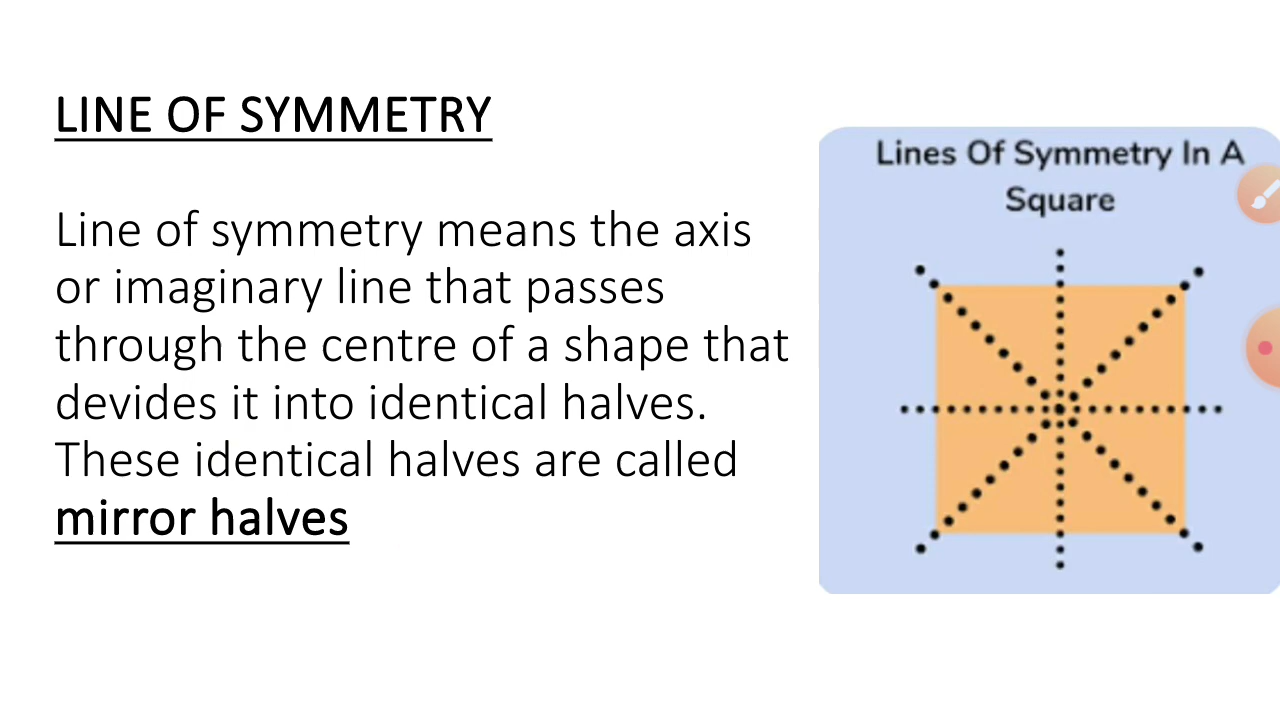 LINE OF SYMMETRY
Line of symmetry means the axis
or imaginary line that passes
through the centre of a shape that
devides it into identical halves.
These identical halves are called
mirror halves
Lines Of Symmetry In A
Square